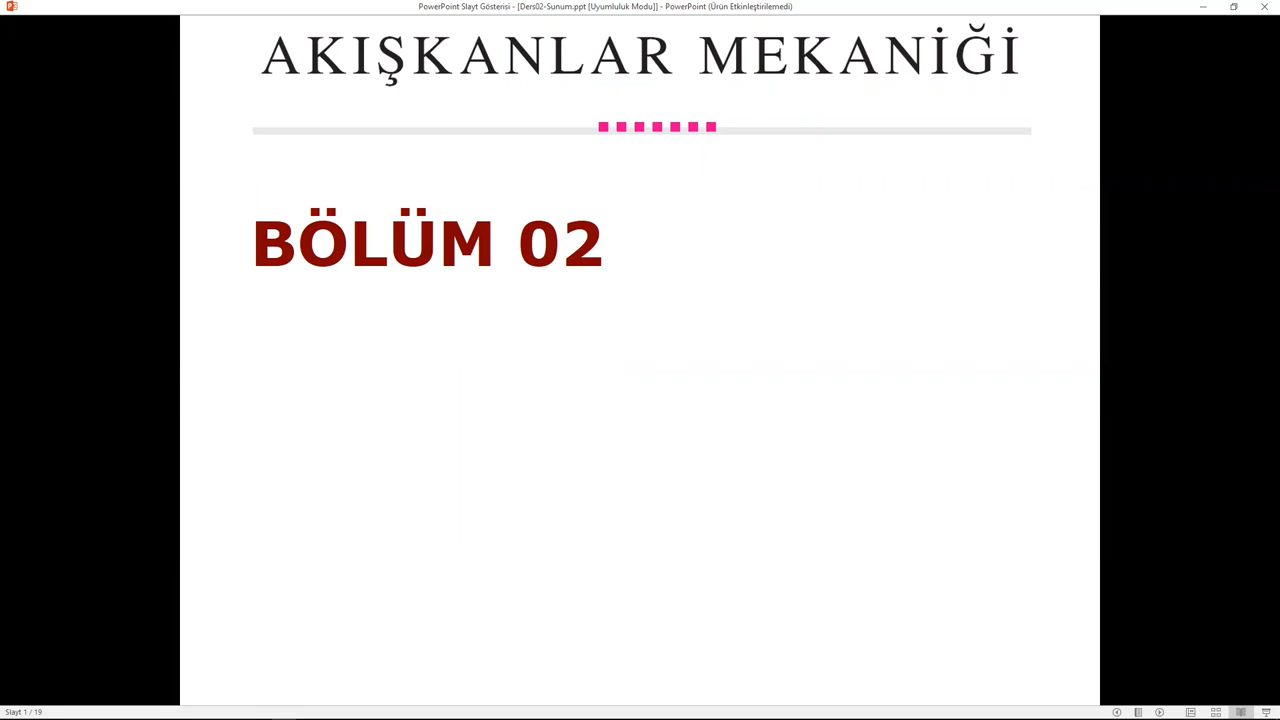 PowerPoint Slayt Gösterisi - [Ders02-Sunum.ppt [Uyumluluk Modu]] - PowerPoint (Ürün Etkinleştirilemedi)
AKIŞKANLAR MEKANİĞİ
BÖLÜM 02
Slayt 1 / 19